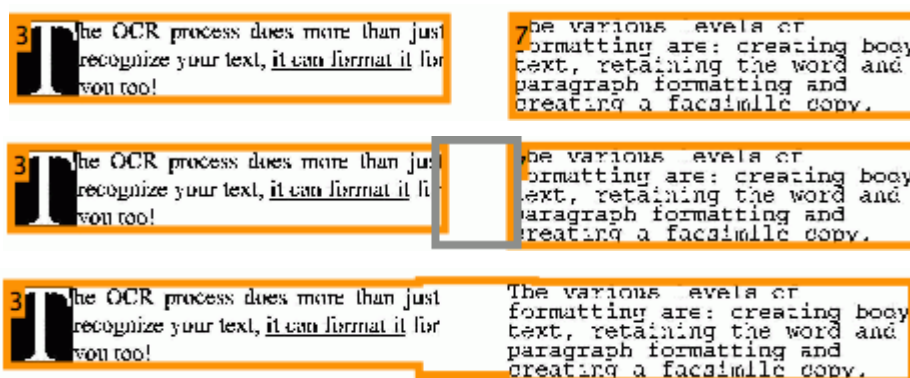 3 The OCR process does more than just
recognize your text, it can format it for
you too!
7 The various levels of
formatting are: creating body
text, retaining the word and
paragraph formatting and
creating a facsimile copy.
3 The OCR process does more than just
recognize your text, it can format it for
you too!
The various levels of
formatting are: creating body
text, retaining the word and
paragraph formatting and
creating a facsimile copy.
3 The OCR process does more than just
recognize your text, it can format it for
you too!
The various levels of
formatting are: creating body
text, retaining the word and
paragraph formatting and
creating a facsimile copy.